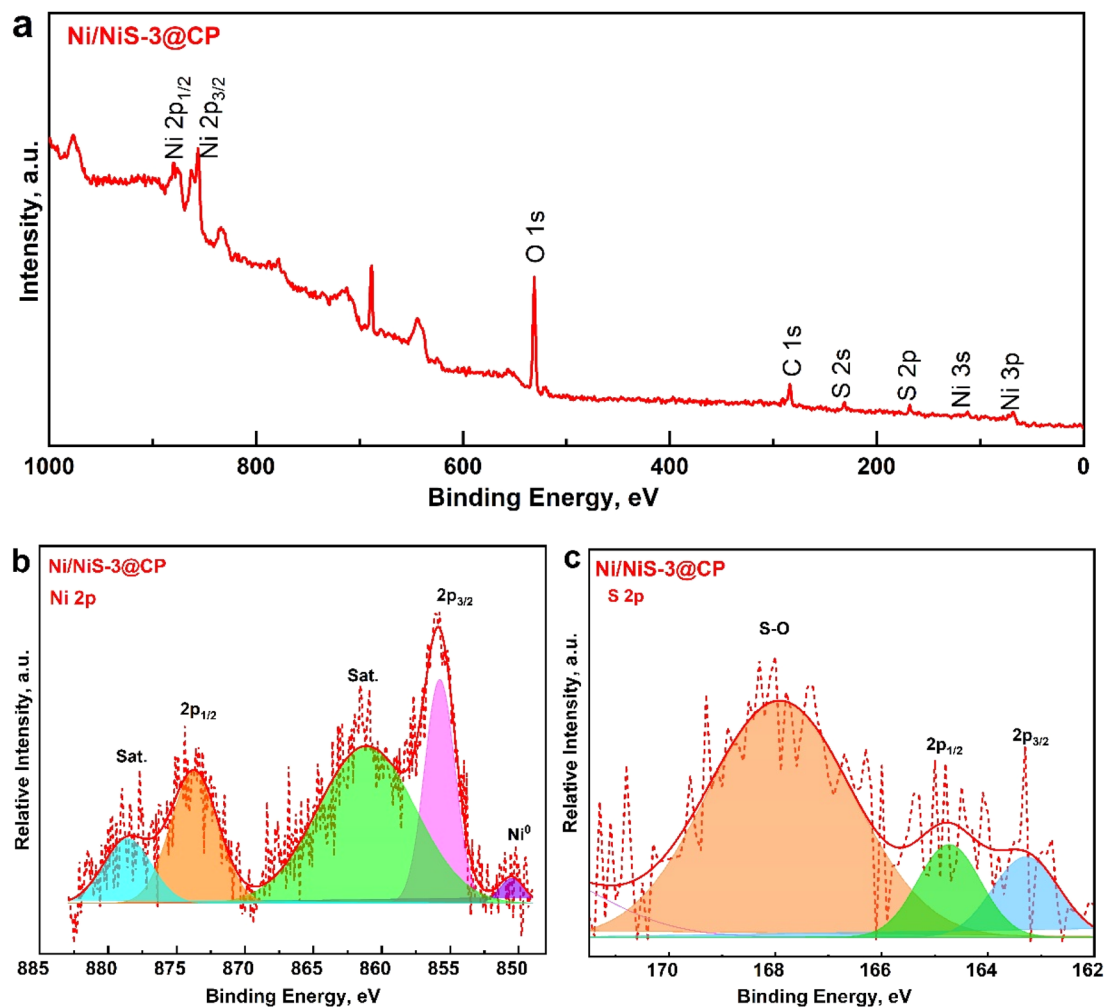 a
Ni/NiS-3@CP
Ni 2p1/2
Ni 2p3/2
O 1s
C 1s
S 2s
S 2p
Ni 3s
Ni 3p
Intensity, a.u.
1000 800 600 400 200 0
Binding Energy, eV
b
Ni/NiS-3@CP
Ni 2p
Sat.
2p1/2
Sat.
2p3/2
Ni0
Relative Intensity, a.u.
885 880 875 870 865 860 855 850
Binding Energy, eV
c
Ni/NiS-3@CP
S 2p
S-O
2p1/2
2p3/2
Relative Intensity, a.u.
170 168 166 164 162
Binding Energy, eV